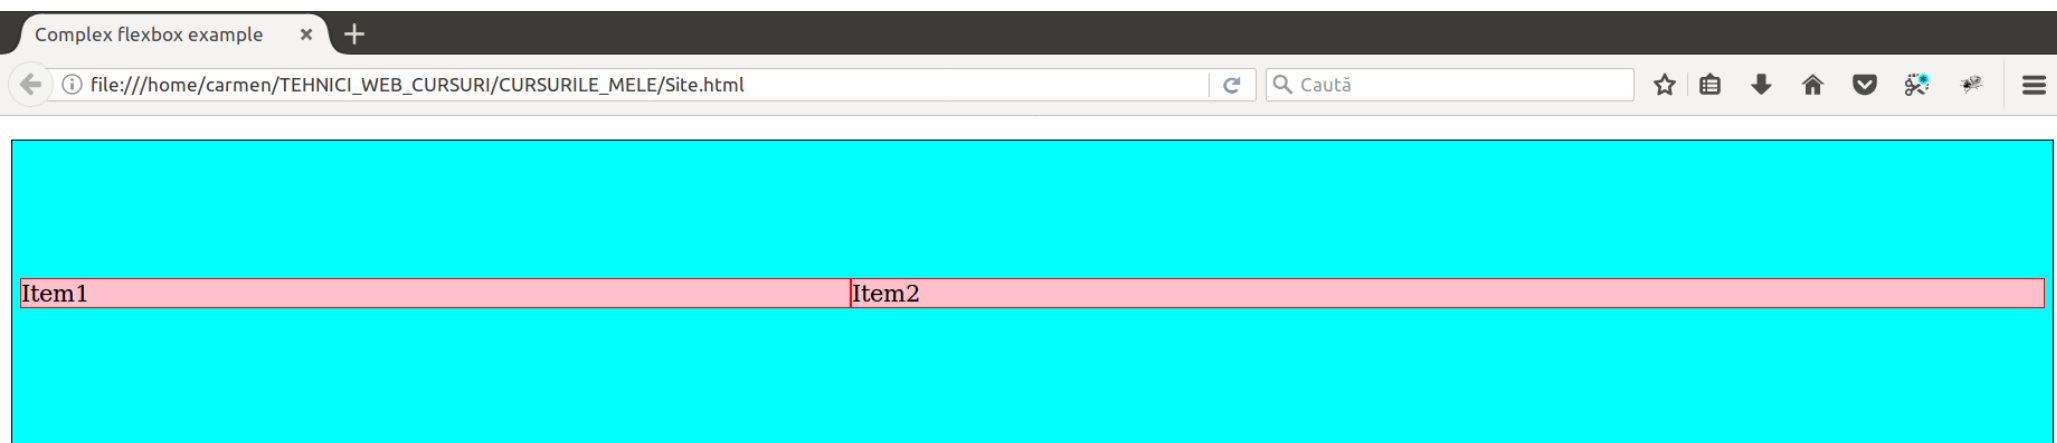 Complex flexbox example
file:///home/carmen/TEHNICI_WEB_CURSURI/CURSURILE_MELE/Site.html Caută
Item1 Item2